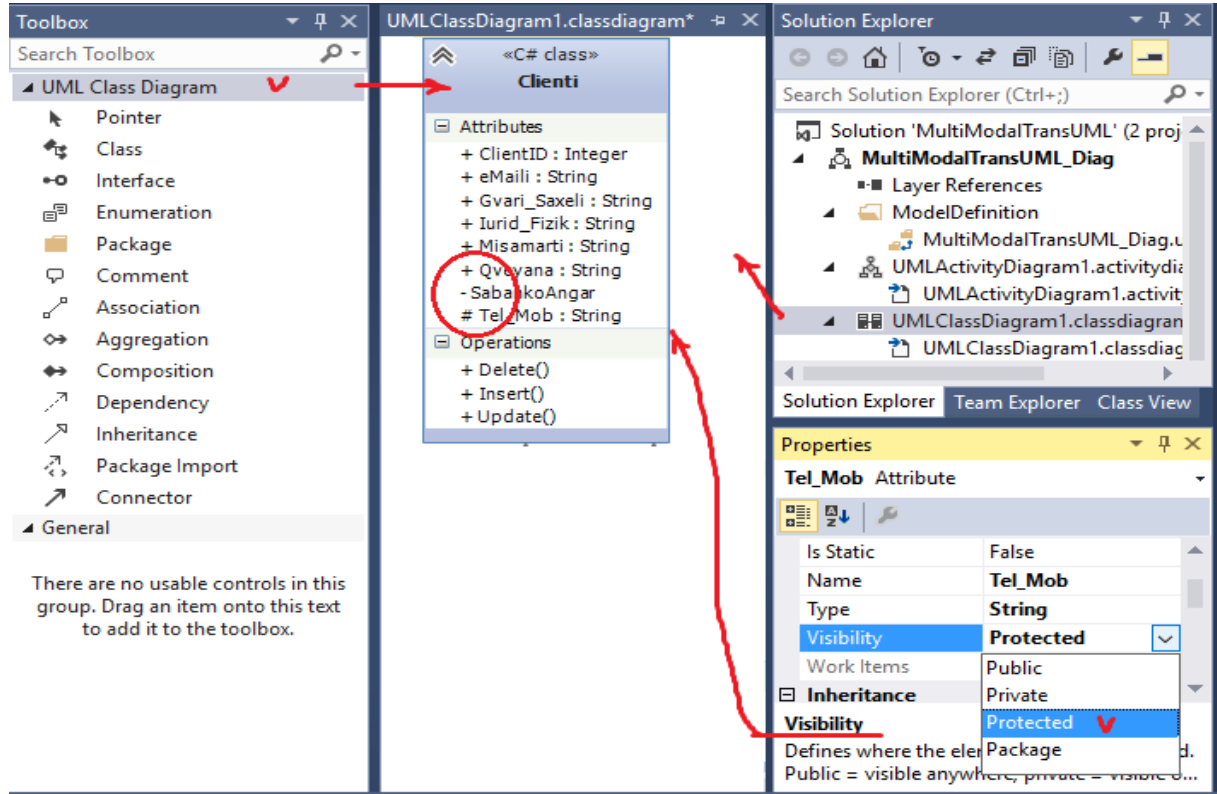 Toolbox
Search Toolbox
UML Class Diagram
Pointer
Class
Interface
Enumeration
Package
Comment
Association
Aggregation
Composition
Dependency
Inheritance
Package Import
Connector
General
There are no usable controls in this
group. Drag an item onto this text
to add it to the toolbox.
UMLClassDiagram1.classdiagram*
«C# class»
Clienti
Attributes
+ ClientID : Integer
+ eMaili : String
+ Gvari_Saxeli : String
+ Iurid_Fizik : String
+ Misamarti : String
+ Qveyana : String
- SabankoAngar
# Tel_Mob : String
Operations
+ Delete()
+ Insert()
+ Update()
Solution Explorer
Search Solution Explorer (Ctrl+;)
Solution 'MultiModalTransUML' (2 proj
MultiModalTransUML_Diag
Layer References
ModelDefinition
MultiModalTransUML_Diag.u
UMLActivityDiagram1.activitydia
UMLActivityDiagram1.activit
UMLClassDiagram1.classdiagran
UMLClassDiagram1.classdiag
Solution Explorer Team Explorer Class View
Properties
Tel_Mob Attribute
Is Static False
Name Tel_Mob
Type String
Visibility Protected
Work Items
Public
Inheritance
Private
Protected
Package
Visibility
Defines where the eler d.
Public = visible anywhere, private = visible o...